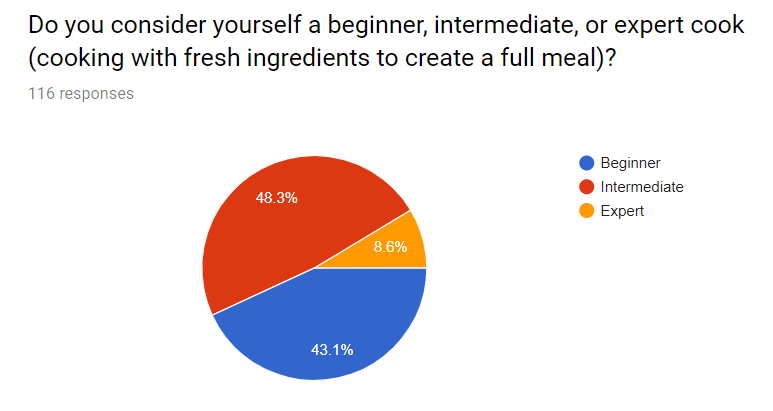 Do you consider yourself a beginner, intermediate, or expert cook
(cooking with fresh ingredients to create a full meal)?
116 responses
Beginner
Intermediate
Expert
48.3%
8.6%
43.1%